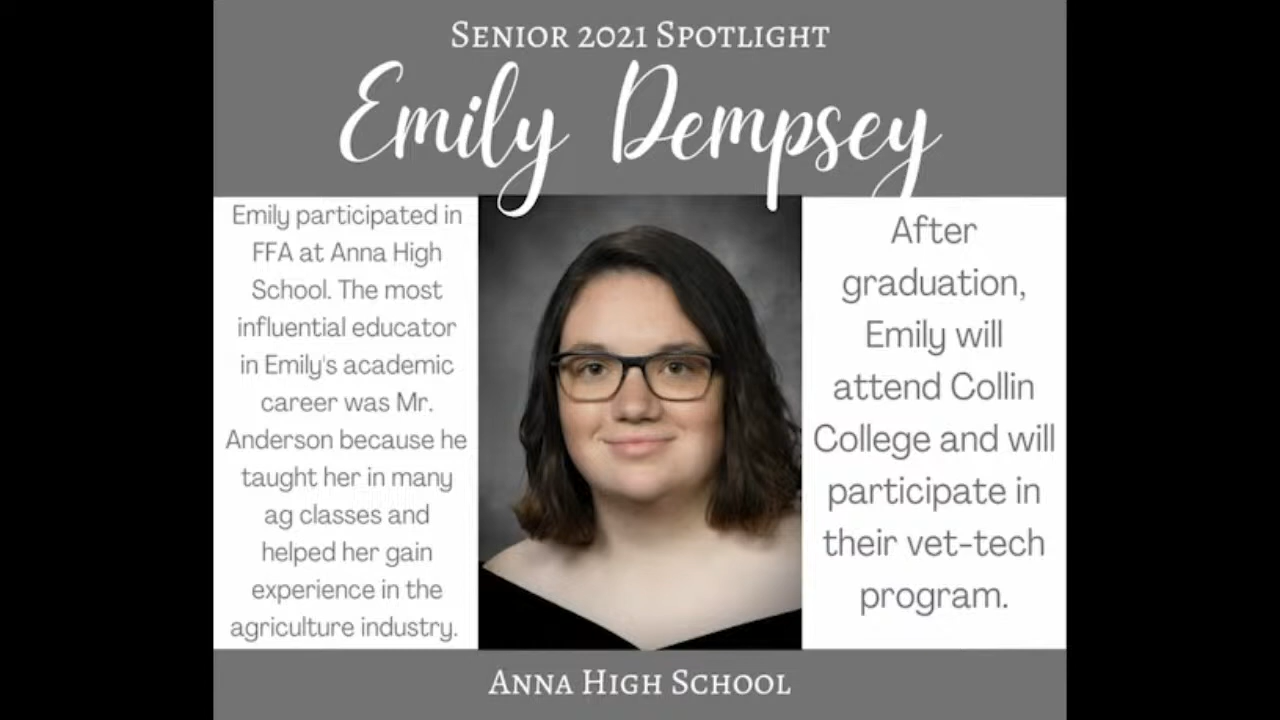 Senior 2021 Spotlight
Emily Dempsey
Emily participated in
FFA at Anna High
School. The most
influential educator
in Emily's academic
career was Mr.
Anderson because he
taught her in many
ag classes and
helped her gain
experience in the
agriculture industry.
After
graduation,
Emily will
attend Collin
College and will
participate in
their vet-tech
program.
Anna High School